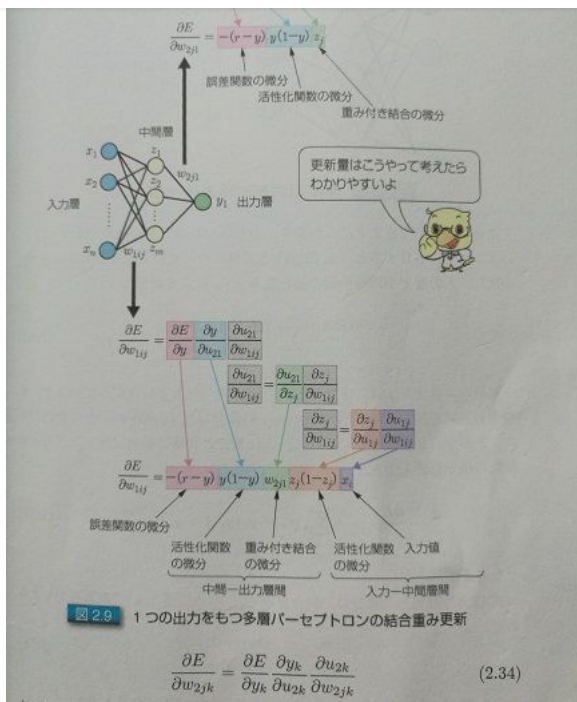 ∂E/∂w₂ⱼ₁ = −(r−y) y(1−y) zⱼ
誤差関数の微分
活性化関数の微分
重み付き結合の微分
中間層
x₁ z₁
w₂ⱼ₁
x₂ z₂
入力層
y₁ 出力層
xₙ w₁ᵢⱼ zₘ
更新量はこうやって考えたら
わかりやすいよ
∂E/∂w₁ᵢⱼ = ∂E/∂y ∂y/∂u₂₁ ∂u₂₁/∂w₁ᵢⱼ
∂u₂₁/∂w₁ᵢⱼ = ∂u₂₁/∂zⱼ ∂zⱼ/∂w₁ᵢⱼ
∂zⱼ/∂w₁ᵢⱼ = ∂zⱼ/∂u₁ⱼ ∂u₁ⱼ/∂w₁ᵢⱼ
∂E/∂w₁ᵢⱼ = −(r−y) y(1−y) w₂ⱼ₁ zⱼ(1−zⱼ) xᵢ
誤差関数の微分
活性化関数 重み付き結合 活性化関数 入力値
の微分 の微分 の微分
中間−出力層間 入力−中間層間
図2.9 1つの出力をもつ多層パーセプトロンの結合重み更新
∂E/∂w₂ⱼₖ = ∂E/∂yₖ ∂yₖ/∂u₂ₖ ∂u₂ₖ/∂w₂ⱼₖ (2.34)